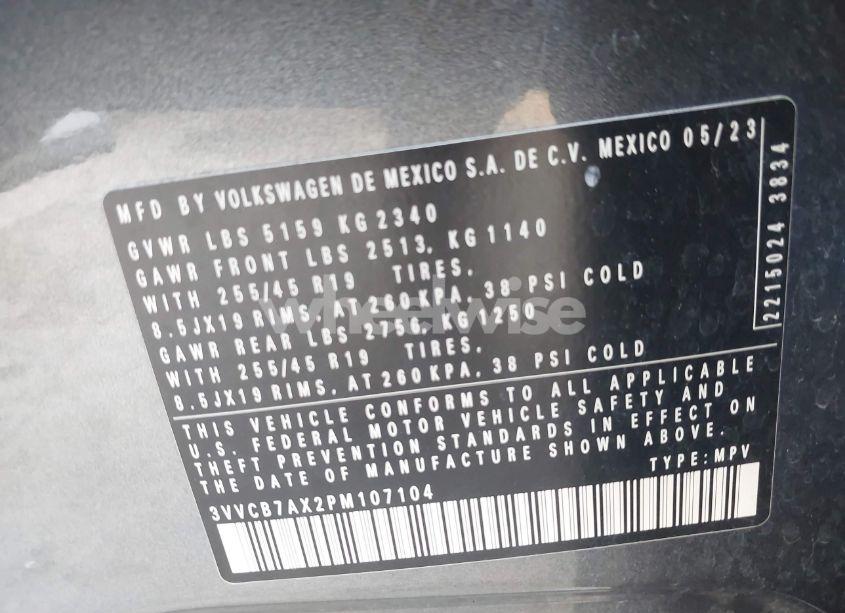 MFD BY VOLKSWAGEN DE MEXICO S.A. DE C.V. MEXICO 05/23
GVWR LBS 5159 KG 2340
GAWR FRONT LBS 2513, KG 1140
WITH 255/45 R19 TIRES,
8.5JX19 RIMS, AT 260 KPA, 38 PSI COLD
GAWR REAR LBS 2756, KG 1250
WITH 255/45 R19 TIRES,
8.5JX19 RIMS, AT 260 KPA, 38 PSI COLD
THIS VEHICLE CONFORMS TO ALL APPLICABLE
U.S. FEDERAL MOTOR VEHICLE SAFETY AND
THEFT PREVENTION STANDARDS IN EFFECT ON
THE DATE OF MANUFACTURE SHOWN ABOVE.
TYPE: MPV
3VVCB7AX2PM107104
2215024 3834
wheelwise